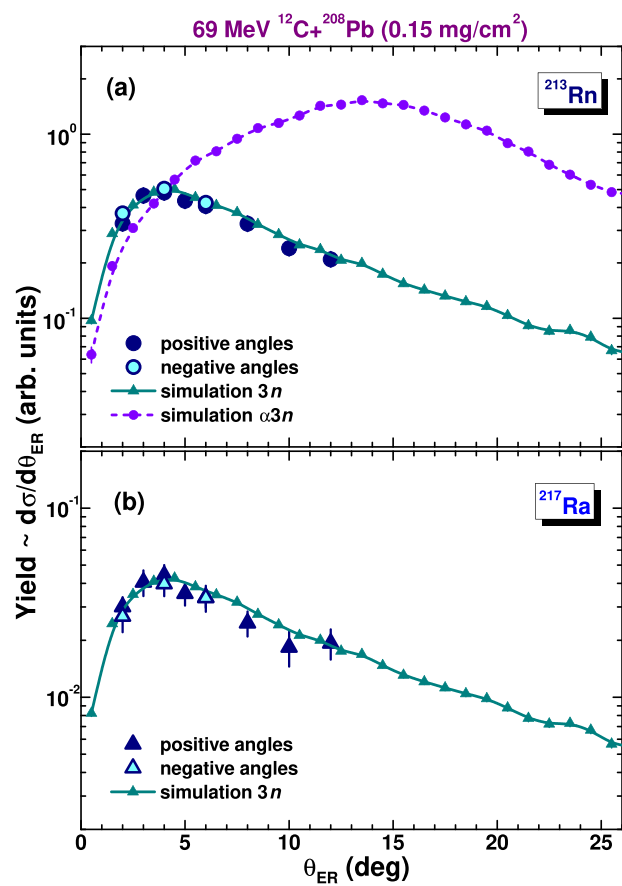 69 MeV ¹²C+²⁰⁸Pb (0.15 mg/cm²)
(a)
²¹³Rn
10⁰
10⁻¹
positive angles
negative angles
simulation 3n
simulation α3n
Yield ~ dσ/dθ_ER (arb. units)
(b)
²¹⁷Ra
10⁻¹
10⁻²
positive angles
negative angles
simulation 3n
0 5 10 15 20 25
θ_ER (deg)